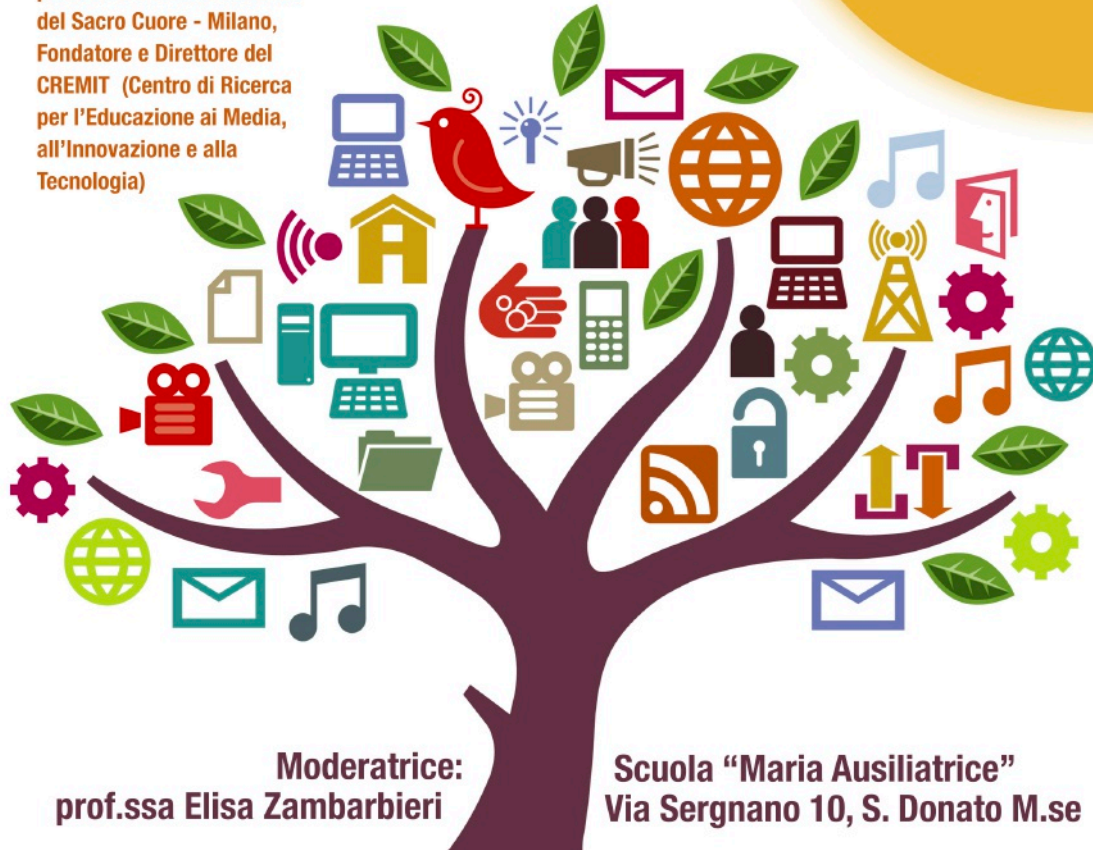 del Sacro Cuore - Milano,
Fondatore e Direttore del
CREMIT (Centro di Ricerca
per l'Educazione ai Media,
all'Innovazione e alla
Tecnologia)
Moderatrice:
prof.ssa Elisa Zambarbieri
Scuola “Maria Ausiliatrice”
Via Sergnano 10, S. Donato M.se